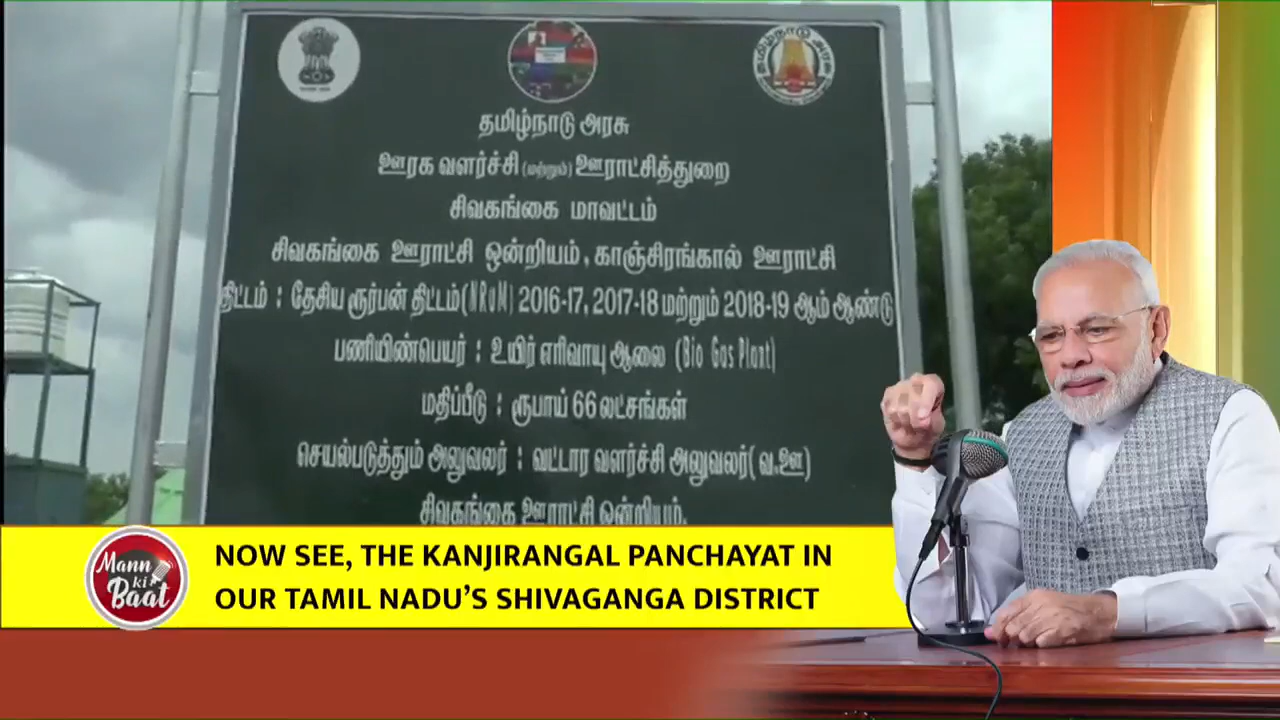 தமிழ்நாடு அரசு
தமிழ்நாடு அரசு
ஊரக வளர்ச்சி (மற்றும்) ஊராட்சித்துறை
சிவகங்கை மாவட்டம்
சிவகங்கை ஊராட்சி ஒன்றியம், காஞ்சிரங்கால் ஊராட்சி
திட்டம் : தேசிய ரூர்பன் திட்டம்(NRuM) 2016-17, 2017-18 மற்றும் 2018-19 ஆம் ஆண்டு
பணியிண்பெயர் : உயிர் எரிவாயு ஆலை (Bio Gas Plant)
மதிப்பீடு : ரூபாய் 66 லட்சங்கள்
செயல்படுத்தும் அலுவலர் : வட்டார வளர்ச்சி அலுவலர்( வ.ஊ)
சிவகங்கை ஊராட்சி ஒன்றியம்.
Mann
ki
Baat
NOW SEE, THE KANJIRANGAL PANCHAYAT IN
OUR TAMIL NADU’S SHIVAGANGA DISTRICT